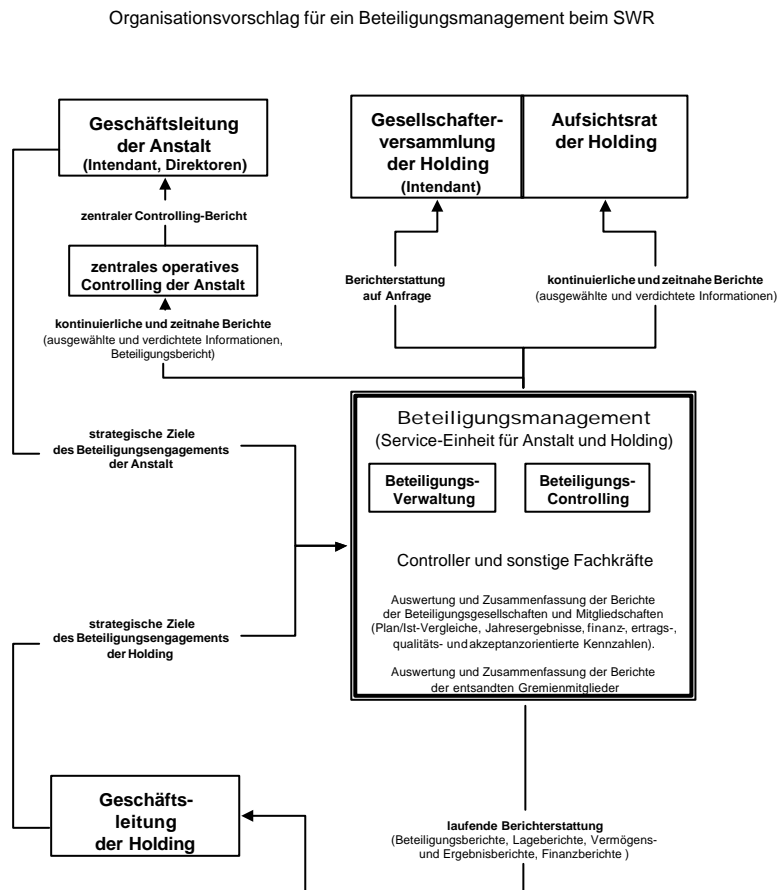 Organisationsvorschlag für ein Beteiligungsmanagement beim SWR
Geschäftsleitung
der Anstalt
(Intendant, Direktoren)
Gesellschafter-
versammlung
der Holding
(Intendant)
Aufsichtsrat
der Holding
zentraler Controlling-Bericht
zentrales operatives
Controlling der Anstalt
Berichterstattung
auf Anfrage
kontinuierliche und zeitnahe Berichte
(ausgewählte und verdichtete Informationen)
kontinuierliche und zeitnahe Berichte
(ausgewählte und verdichtete Informationen,
Beteiligungsbericht)
Beteiligungsmanagement
(Service-Einheit für Anstalt und Holding)
strategische Ziele
des Beteiligungsengagements
der Anstalt
Beteiligungs-
Verwaltung
Beteiligungs-
Controlling
Controller und sonstige Fachkräfte
Auswertung und Zusammenfassung der Berichte
der Beteiligungsgesellschaften und Mitgliedschaften
(Plan/Ist-Vergleiche, Jahresergebnisse, finanz-, ertrags-,
qualitäts- und akzeptanzorientierte Kennzahlen).
Auswertung und Zusammenfassung der Berichte
der entsandten Gremienmitglieder
strategische Ziele
des Beteiligungsengagements
der Holding
Geschäfts-
leitung
der Holding
laufende Berichterstattung
(Beteiligungsberichte, Lageberichte, Vermögens-
und Ergebnisberichte, Finanzberichte )